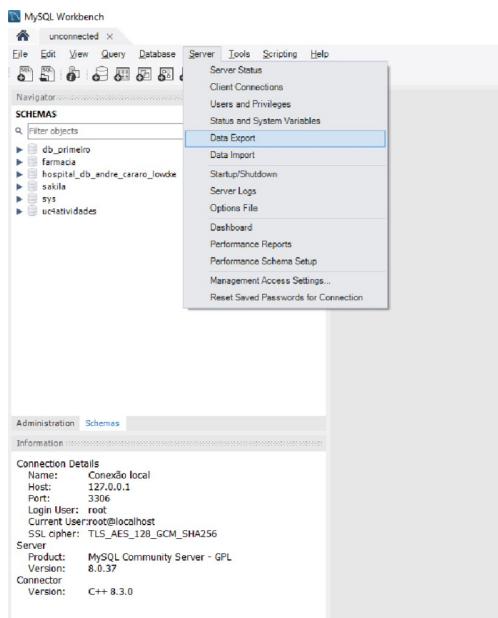 MySQL Workbench
unconnected ×
File Edit View Query Database Server Tools Scripting Help
Navigator
SCHEMAS
Filter objects
db_primeiro
farmacia
hospital_db_andre_cararo_lowcke
sakila
sys
uc4atividades
Server Status
Client Connections
Users and Privileges
Status and System Variables
Data Export
Data Import
Startup/Shutdown
Server Logs
Options File
Dashboard
Performance Reports
Performance Schema Setup
Management Access Settings...
Reset Saved Passwords for Connection
Administration Schemas
Information
Connection Details
Name: Conexão local
Host: 127.0.0.1
Port: 3306
Login User: root
Current User:root@localhost
SSL cipher: TLS_AES_128_GCM_SHA256
Server
Product: MySQL Community Server - GPL
Version: 8.0.37
Connector
Version: C++ 8.3.0